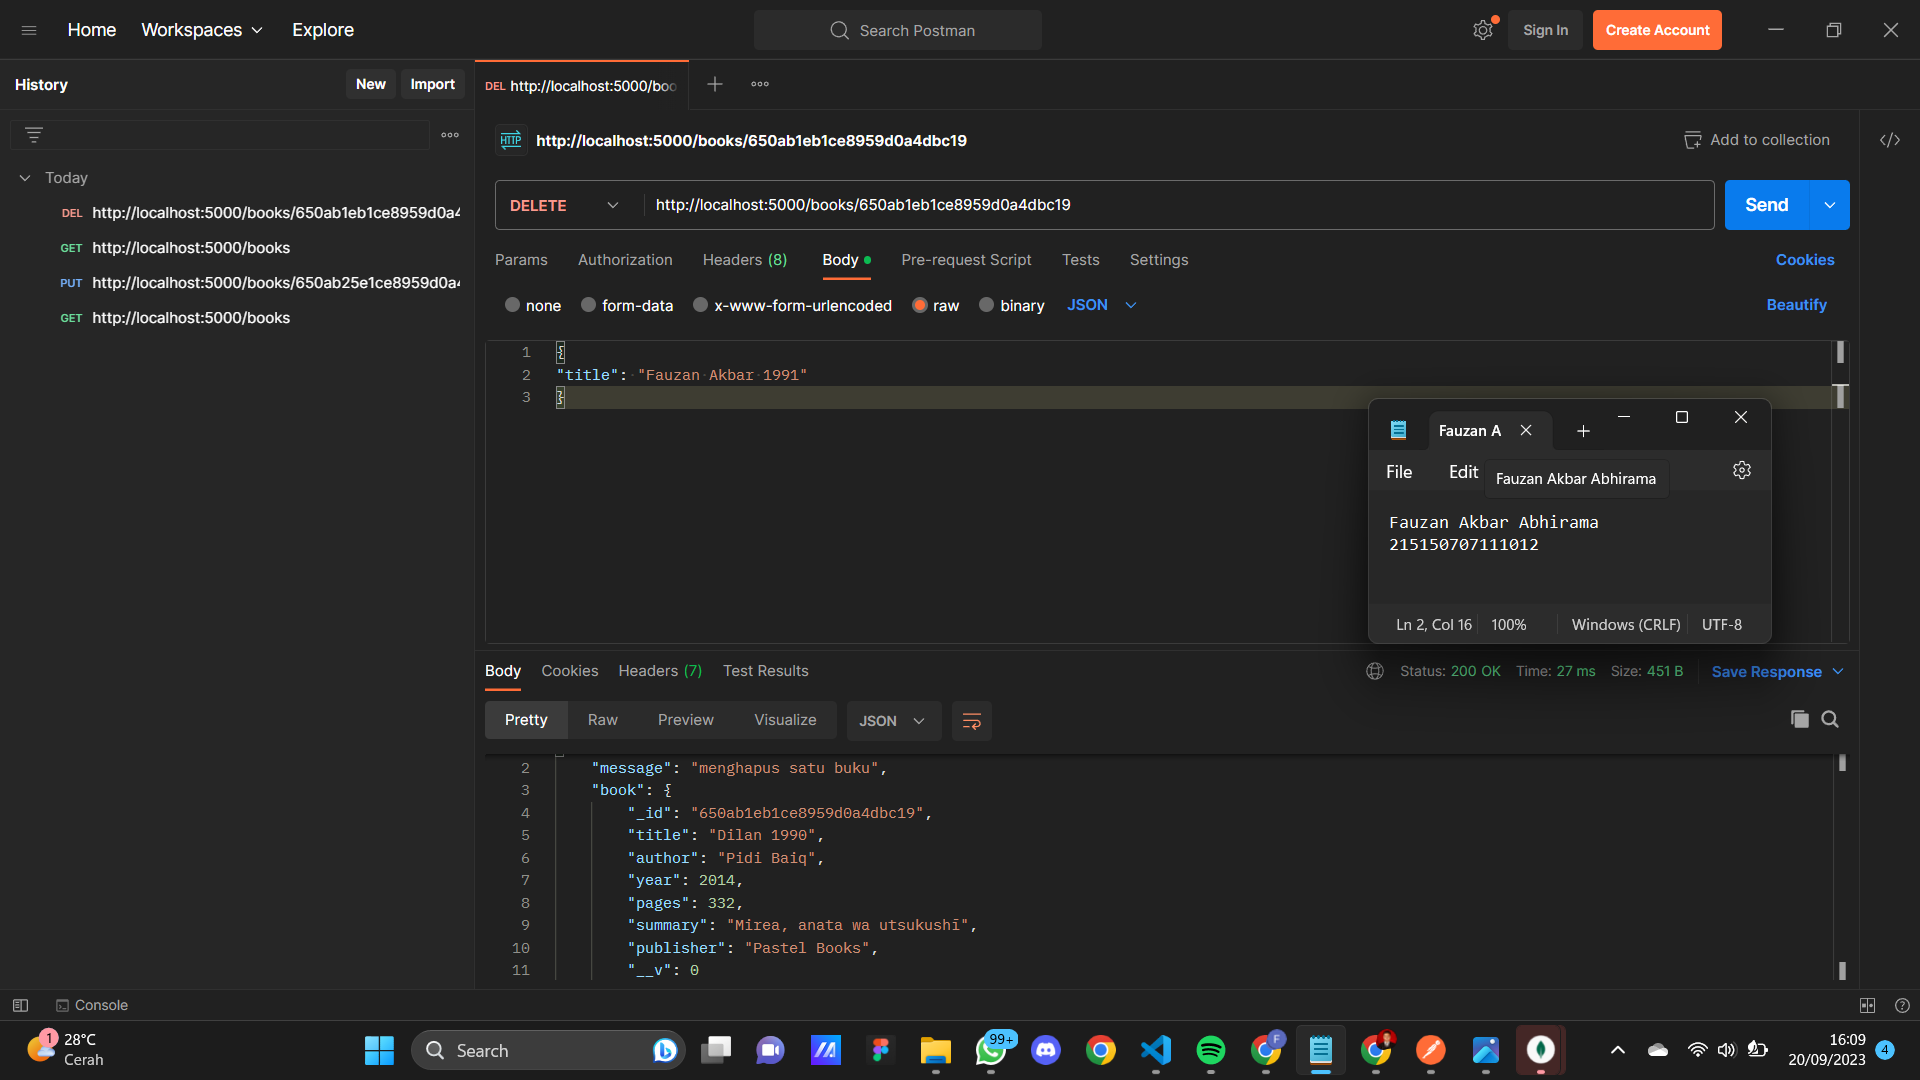 Home Workspaces Explore
Search Postman
Sign In Create Account
History New Import
DEL http://localhost:5000/boo
HTTP http://localhost:5000/books/650ab1eb1ce8959d0a4dbc19
Add to collection
</>
Today
DEL http://localhost:5000/books/650ab1eb1ce8959d0a4
GET http://localhost:5000/books
PUT http://localhost:5000/books/650ab25e1ce8959d0a4
GET http://localhost:5000/books
DELETE http://localhost:5000/books/650ab1eb1ce8959d0a4dbc19 Send
Params Authorization Headers (8) Body Pre-request Script Tests Settings Cookies
none form-data x-www-form-urlencoded raw binary JSON Beautify
1 {
2 "title": "Fauzan Akbar 1991"
3 }
Fauzan A
File Edit
Fauzan Akbar Abhirama
Fauzan Akbar Abhirama
215150707111012
Ln 2, Col 16 100% Windows (CRLF) UTF-8
Body Cookies Headers (7) Test Results
Status: 200 OK Time: 27 ms Size: 451 B Save Response
Pretty Raw Preview Visualize JSON
2 "message": "menghapus satu buku",
3 "book": {
4 "_id": "650ab1eb1ce8959d0a4dbc19",
5 "title": "Dilan 1990",
6 "author": "Pidi Baiq",
7 "year": 2014,
8 "pages": 332,
9 "summary": "Mirea, anata wa utsukushī",
10 "publisher": "Pastel Books",
11 "__v": 0
Console
1
28°C
Cerah
Search
99+
F
16:09
20/09/2023
4